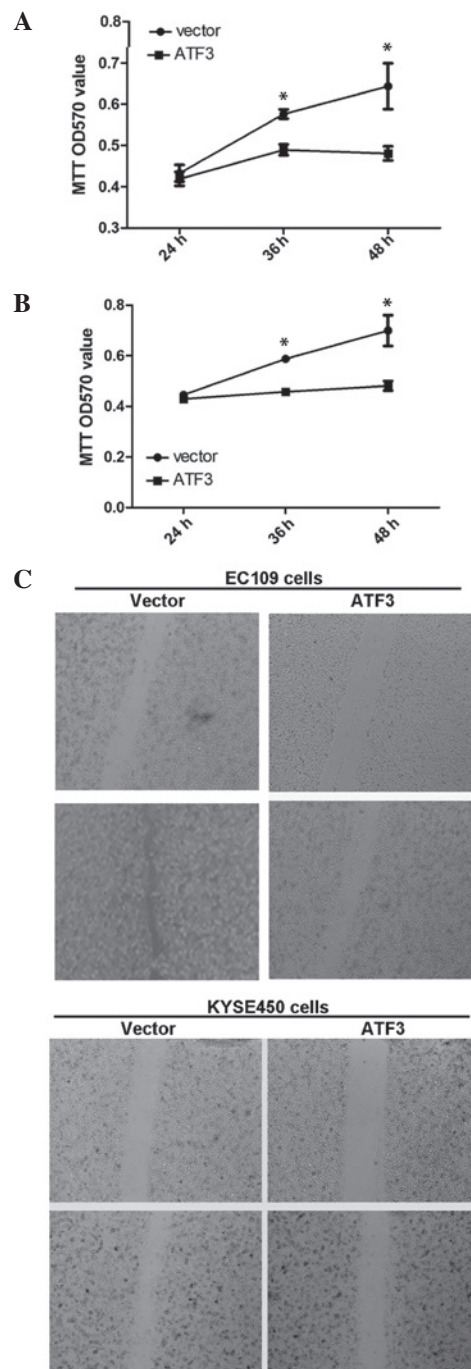 A
0.8
0.7
0.6
0.5
0.4
0.3
MTT OD570 value
vector
ATF3
*
*
24 h
36 h
48 h
B
0.8
0.6
0.4
0.2
0.0
MTT OD570 value
*
*
vector
ATF3
24 h
36 h
48 h
C
EC109 cells
Vector
ATF3
KYSE450 cells
Vector
ATF3